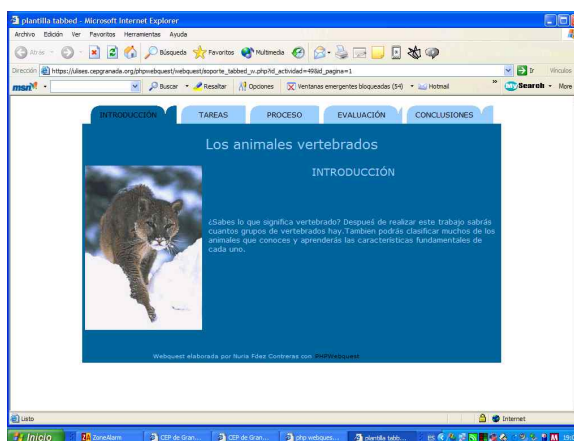 plantilla tabbed - Microsoft Internet Explorer
Archivo Edición Ver Favoritos Herramientas Ayuda
Atrás Búsqueda Favoritos Multimedia
Dirección https://ulises.cepgranada.org/phpwebquest/webquest/soporte_tabbed_w.php?id_actividad=49&id_pagina=1 Ir Vínculos
msn Buscar Resaltar Opciones Ventanas emergentes bloqueadas (54) Hotmail » my Search More
INTRODUCCIÓN TAREAS PROCESO EVALUACIÓN CONCLUSIONES
Los animales vertebrados
INTRODUCCIÓN
¿Sabes lo que significa vertebrado? Despueś de realizar este trabajo sabrás
cuantos grupos de vertebrados hay.Tambien podrás clasificar muchos de los
animales que conoces y aprenderás las características fundamentales de
cada uno.
Webquest elaborada por Nuria Fdez Contreras con PHPWebquest
Listo Internet
Inicio ZoneAlarm CEP de Gran... CEP de Gran... php webques... plantilla tabb... ES